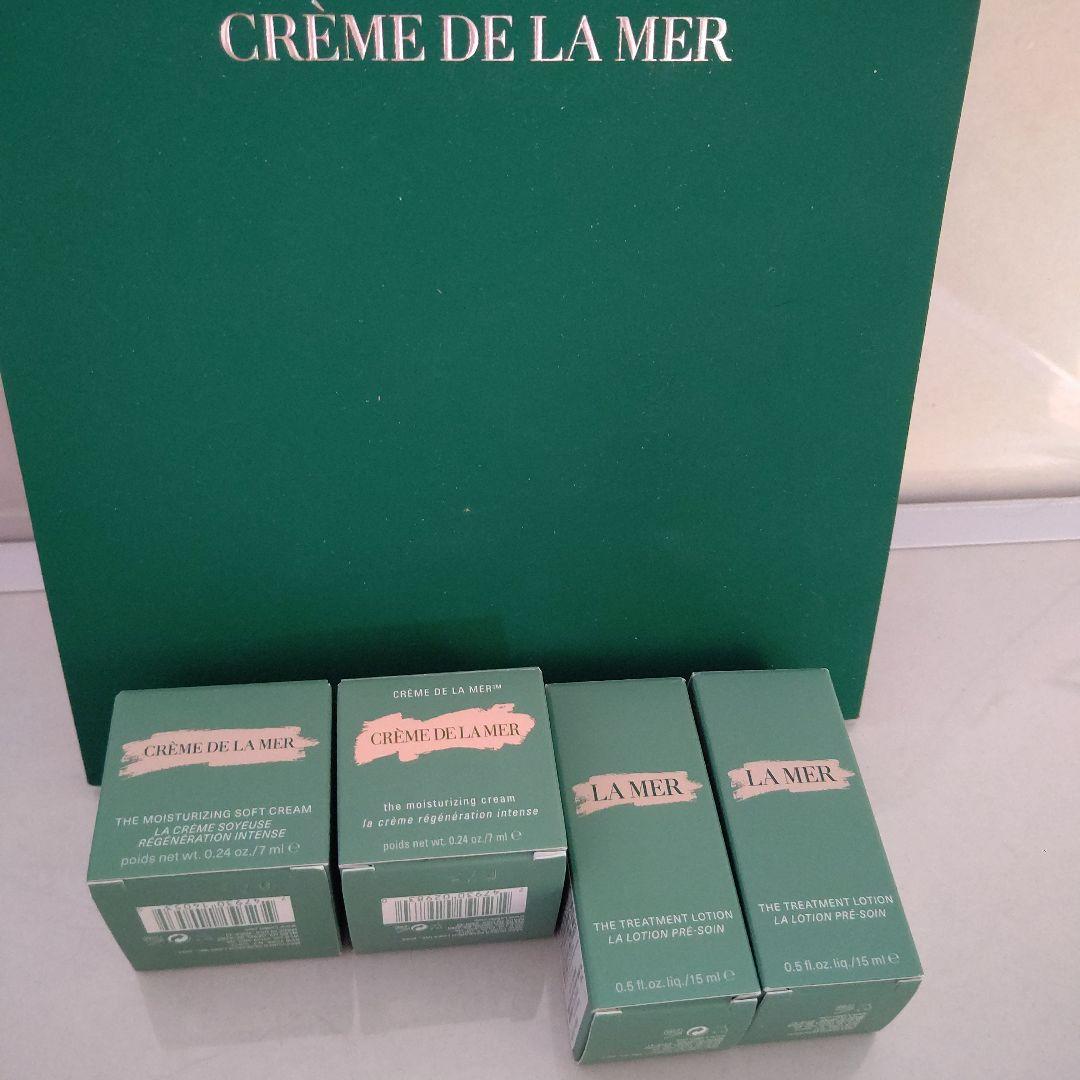 CRÈME DE LA MER
CRÈME DE LA MER
THE MOISTURIZING SOFT CREAM
LA CRÈME SOYEUSE
RÉGÉNÉRATION INTENSE
poids net wt. 0.24 oz./7 ml ℮
CRÈME DE LA MER™
CRÈME DE LA MER
the moisturizing cream
la crème régénération intense
poids net wt. 0.24 oz./7 ml ℮
LA MER
THE TREATMENT LOTION
LA LOTION PRÉ-SOIN
0.5 fl.oz.liq./15 ml ℮
LA MER
THE TREATMENT LOTION
LA LOTION PRÉ-SOIN
0.5 fl.oz.liq./15 ml ℮